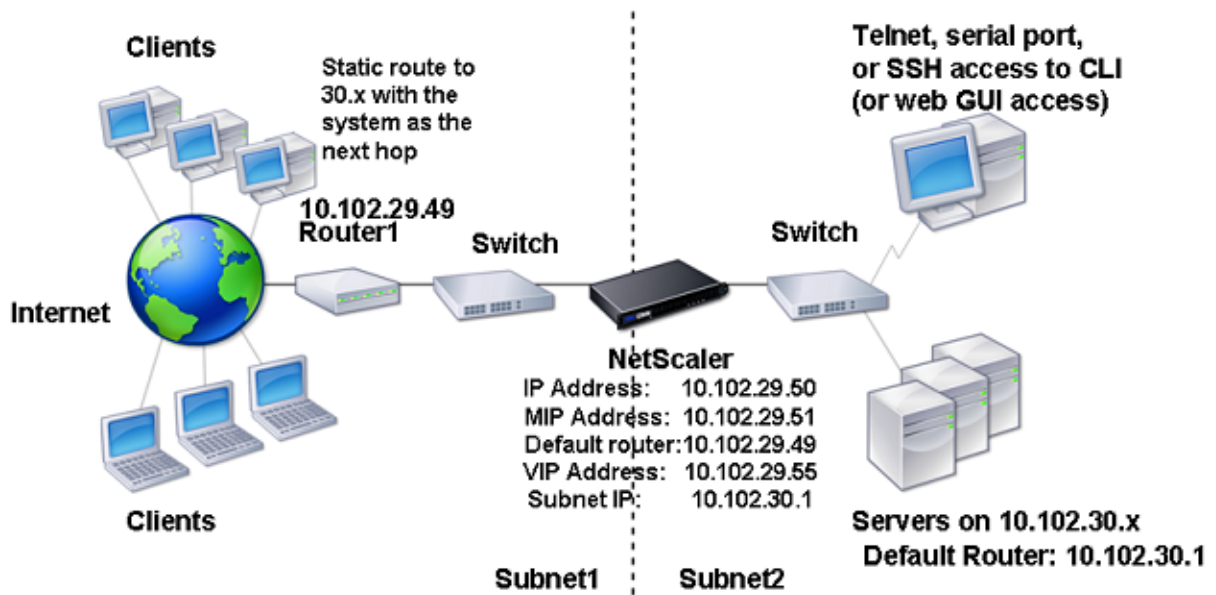 Clients
Static route to
30.x with the
system as the
next hop
10.102.29.49
Router1
Switch
Internet
Clients
Telnet, serial port,
or SSH access to CLI
(or web GUI access)
Switch
NetScaler
IP Address: 10.102.29.50
MIP Address: 10.102.29.51
Default router:10.102.29.49
VIP Address: 10.102.29.55
Subnet IP: 10.102.30.1
Servers on 10.102.30.x
Default Router: 10.102.30.1
Subnet1
Subnet2